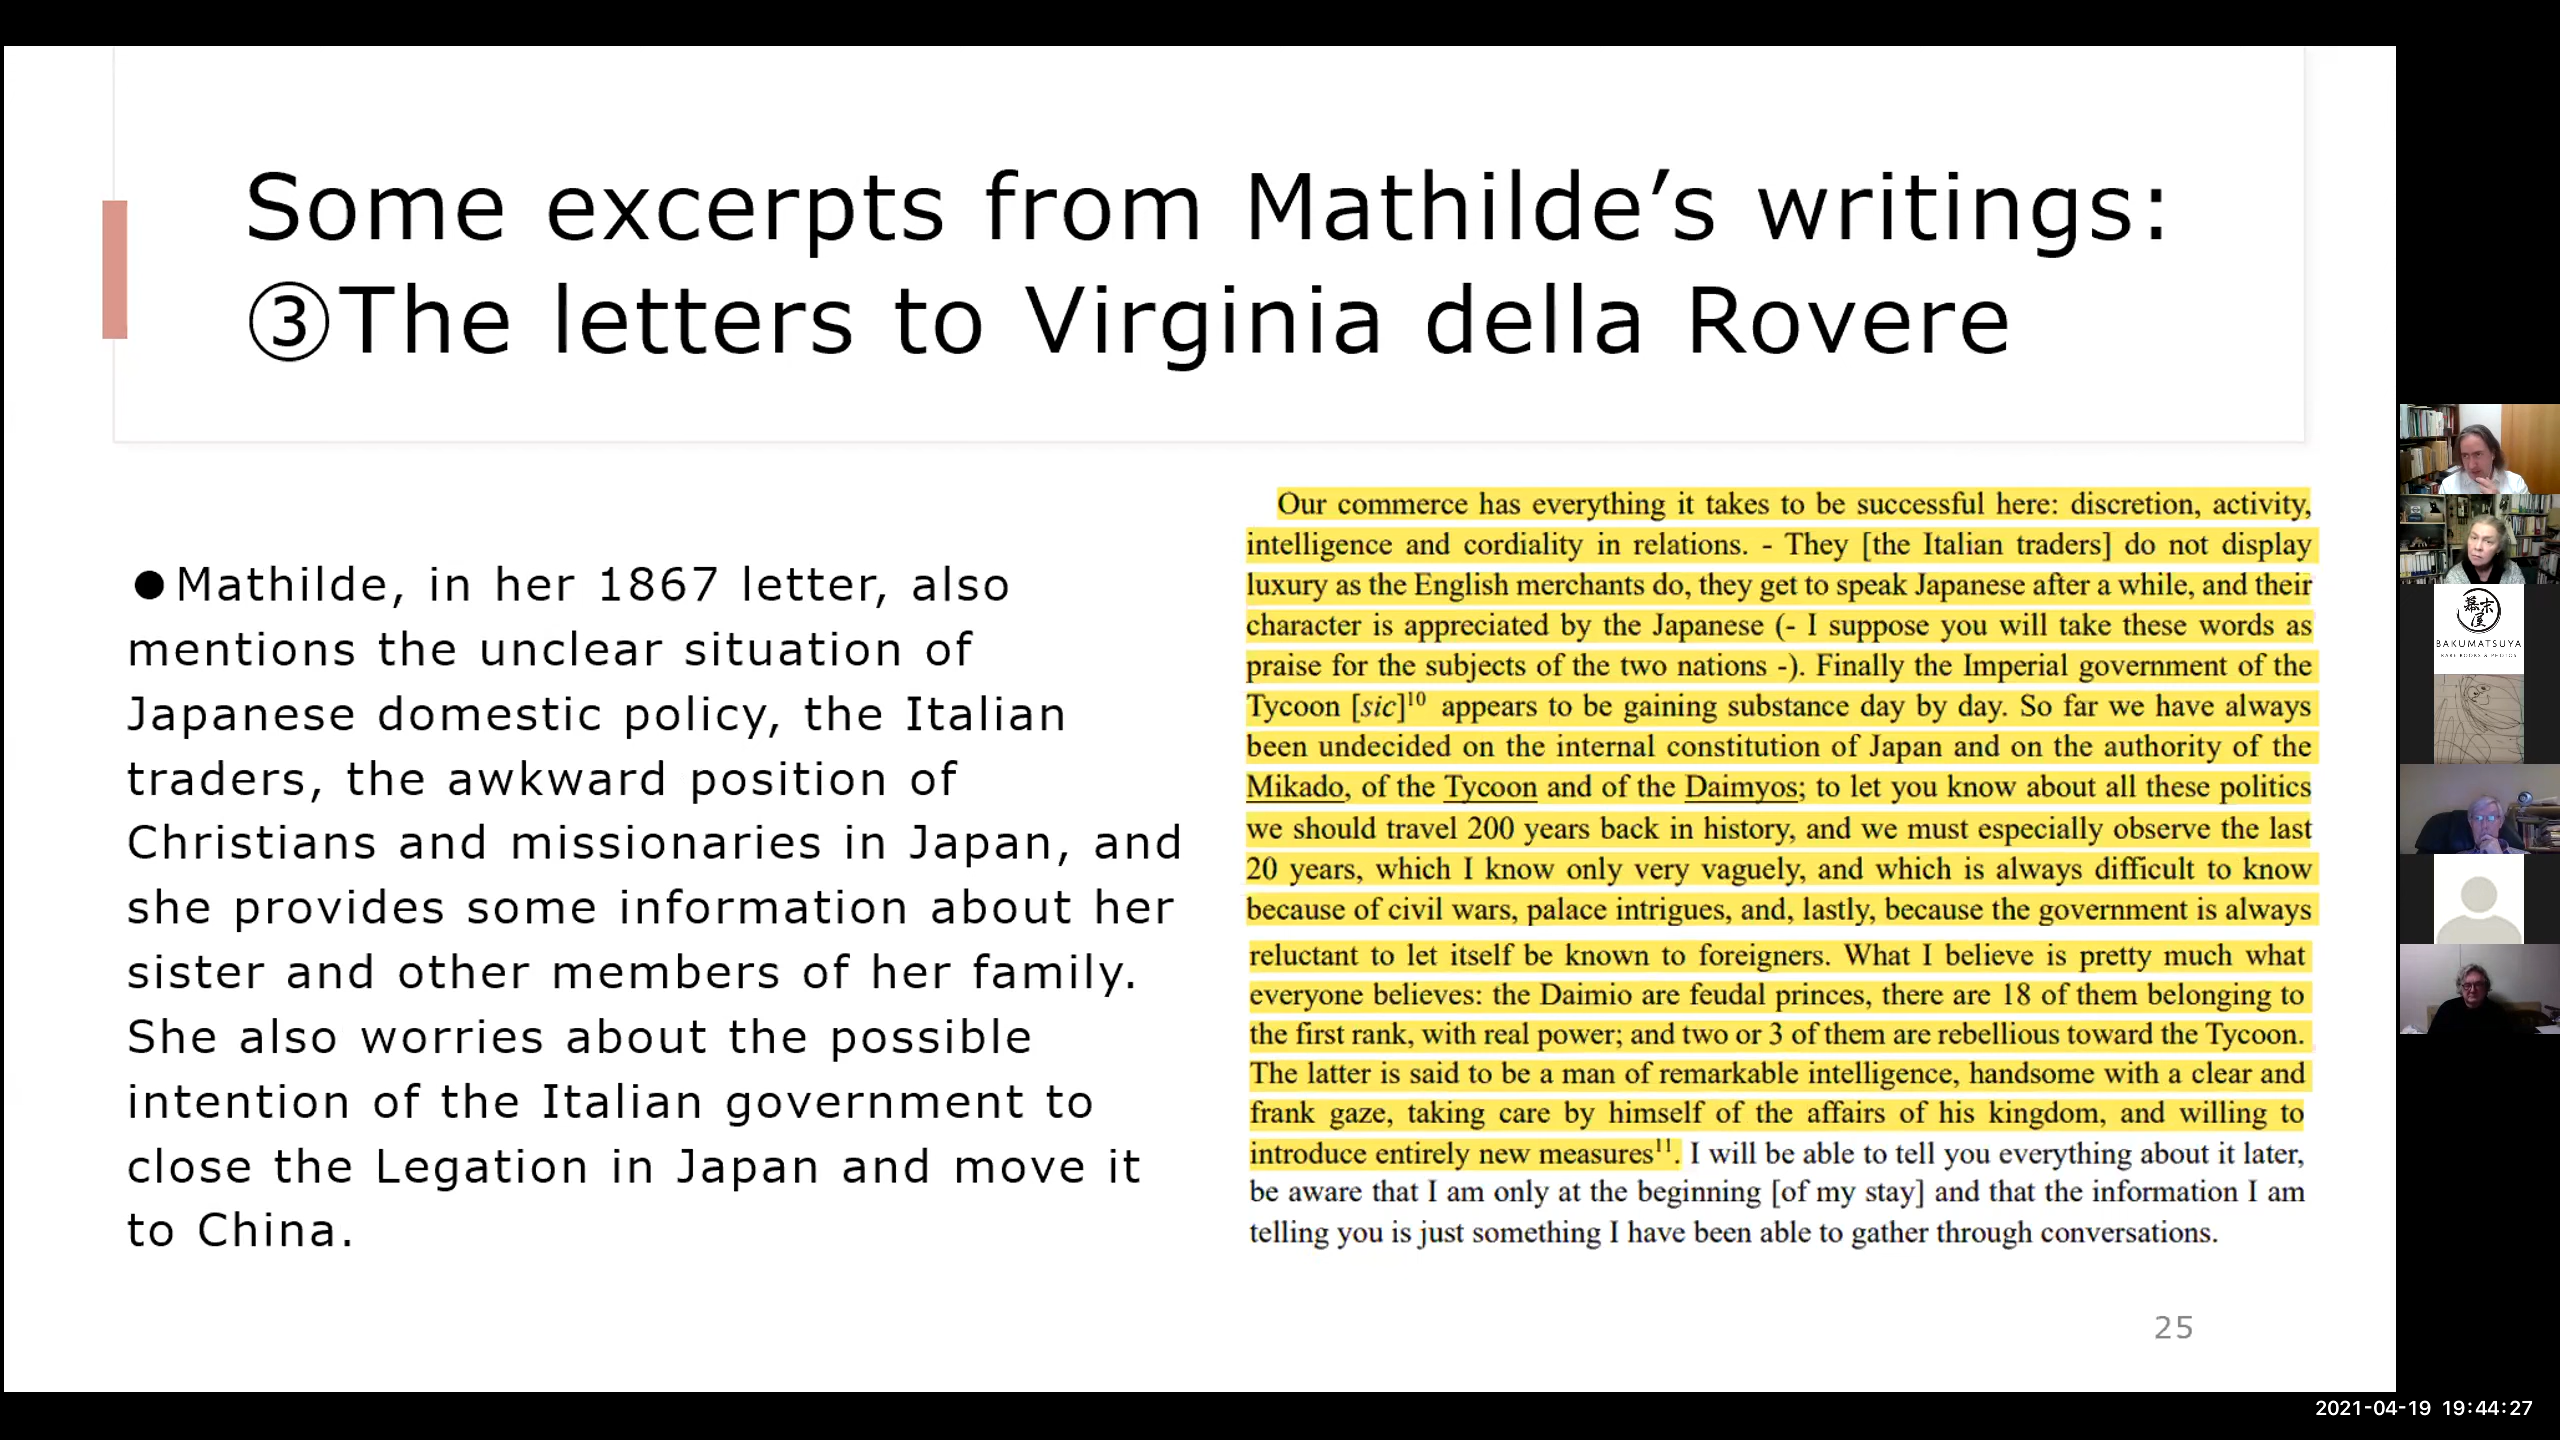 Some excerpts from Mathilde’s writings:
③The letters to Virginia della Rovere
●Mathilde, in her 1867 letter, also
mentions the unclear situation of
Japanese domestic policy, the Italian
traders, the awkward position of
Christians and missionaries in Japan, and
she provides some information about her
sister and other members of her family.
She also worries about the possible
intention of the Italian government to
close the Legation in Japan and move it
to China.
Our commerce has everything it takes to be successful here: discretion, activity,
intelligence and cordiality in relations. - They [the Italian traders] do not display
luxury as the English merchants do, they get to speak Japanese after a while, and their
character is appreciated by the Japanese (- I suppose you will take these words as
praise for the subjects of the two nations -). Finally the Imperial government of the
Tycoon [sic]10 appears to be gaining substance day by day. So far we have always
been undecided on the internal constitution of Japan and on the authority of the
Mikado, of the Tycoon and of the Daimyos; to let you know about all these politics
we should travel 200 years back in history, and we must especially observe the last
20 years, which I know only very vaguely, and which is always difficult to know
because of civil wars, palace intrigues, and, lastly, because the government is always
reluctant to let itself be known to foreigners. What I believe is pretty much what
everyone believes: the Daimio are feudal princes, there are 18 of them belonging to
the first rank, with real power; and two or 3 of them are rebellious toward the Tycoon.
The latter is said to be a man of remarkable intelligence, handsome with a clear and
frank gaze, taking care by himself of the affairs of his kingdom, and willing to
introduce entirely new measures11. I will be able to tell you everything about it later,
be aware that I am only at the beginning [of my stay] and that the information I am
telling you is just something I have been able to gather through conversations.
25
幕末屋
BAKUMATSUYA
RARE BOOKS & PHOTOS
2021-04-19 19:44:27